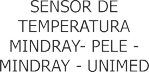 SENSOR DE
TEMPERATURA
MINDRAY- PELE -
MINDRAY - UNIMED